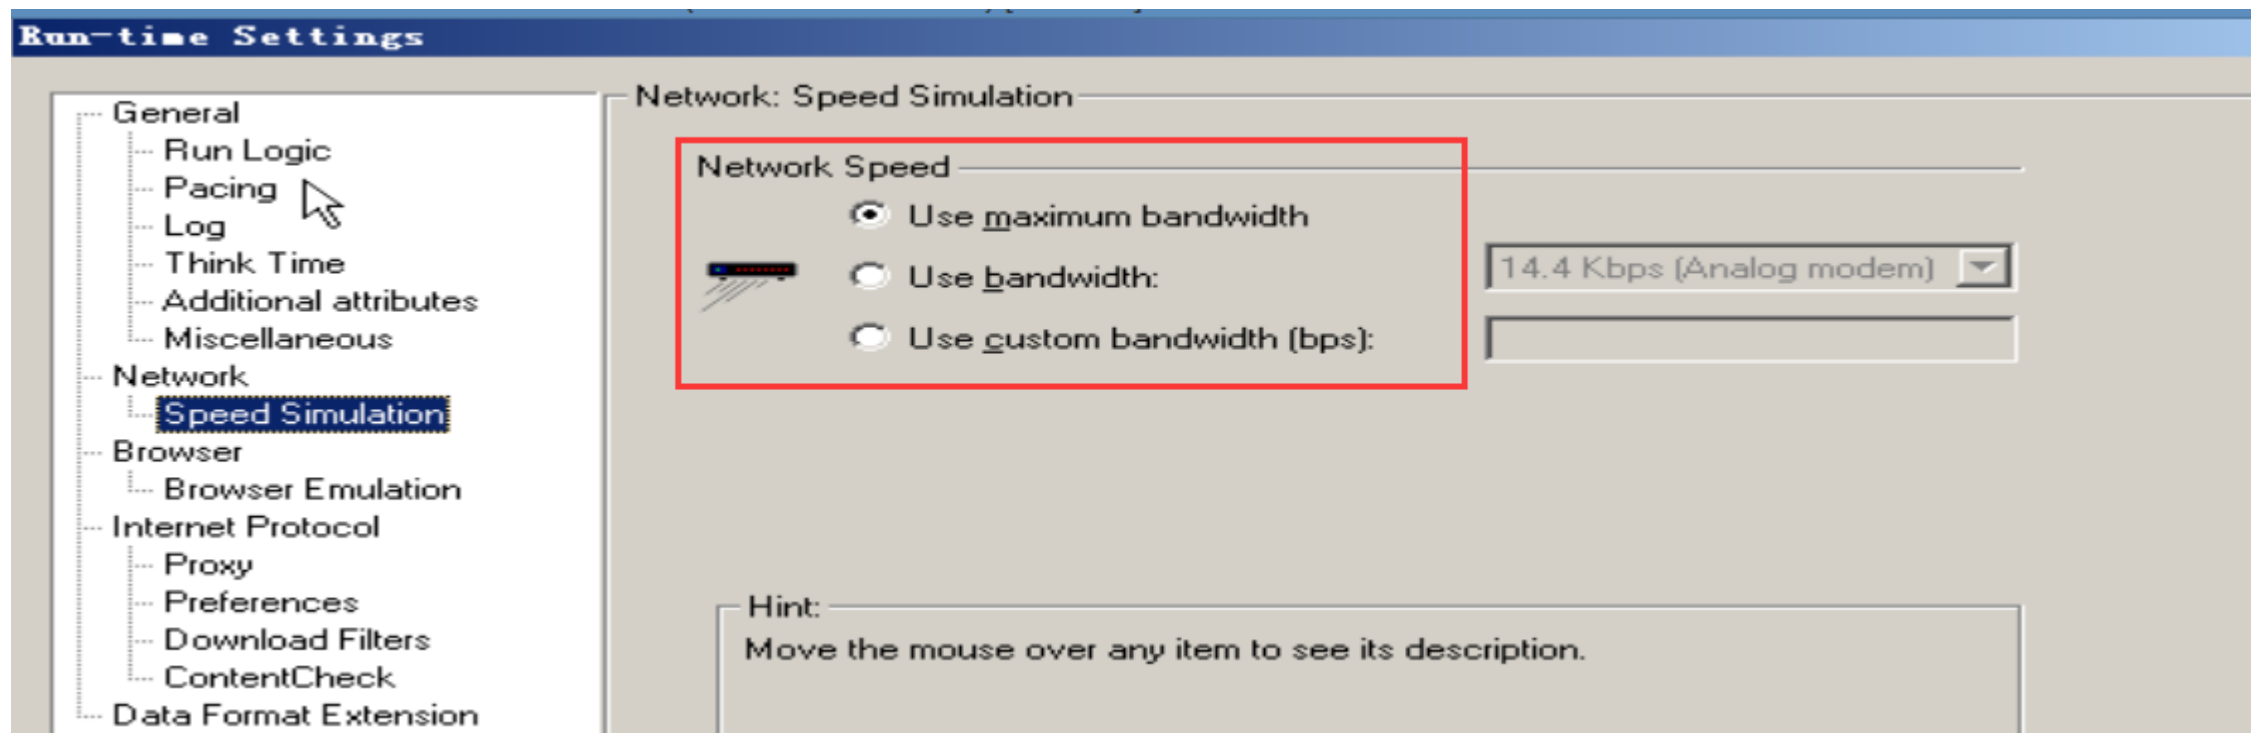 Run-time Settings
General
Run Logic
Pacing
Log
Think Time
Additional attributes
Miscellaneous
Network
Speed Simulation
Browser
Browser Emulation
Internet Protocol
Proxy
Preferences
Download Filters
ContentCheck
Data Format Extension
Network: Speed Simulation
Network Speed
Use maximum bandwidth
Use bandwidth:
14.4 Kbps (Analog modem)
Use custom bandwidth (bps):
Hint:
Move the mouse over any item to see its description.